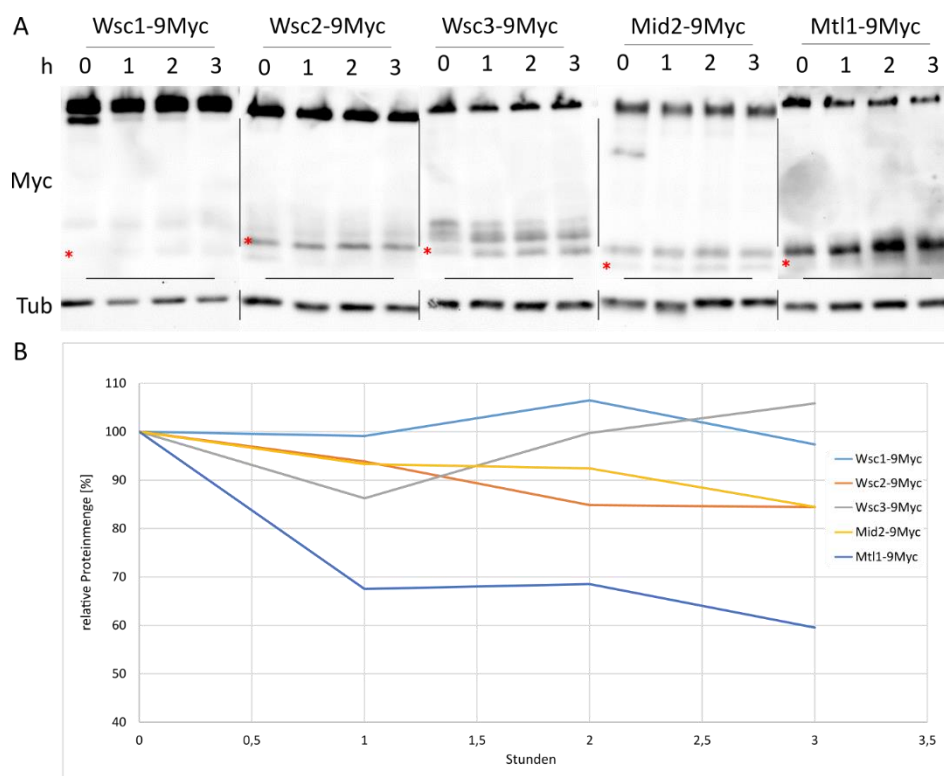 A
Wsc1-9Myc Wsc2-9Myc Wsc3-9Myc Mid2-9Myc Mtl1-9Myc
h 0 1 2 3 0 1 2 3 0 1 2 3 0 1 2 3 0 1 2 3
Myc
* * * * *
Tub
B
110
100
90
80
70
60
50
40
relative Proteinmenge [%]
Wsc1-9Myc
Wsc2-9Myc
Wsc3-9Myc
Mid2-9Myc
Mtl1-9Myc
0 0,5 1 1,5 2 2,5 3 3,5
Stunden